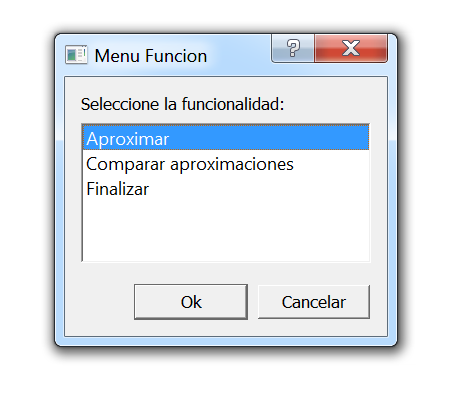 Menu Funcion
Seleccione la funcionalidad:
Aproximar
Comparar aproximaciones
Finalizar
Ok
Cancelar